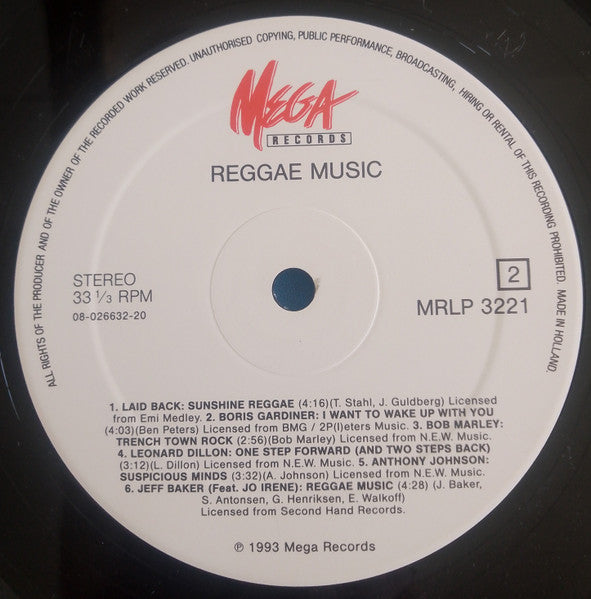 ALL RIGHTS OF THE PRODUCER AND OF THE OWNER OF THE RECORDED WORK RESERVED. UNAUTHORISED COPYING, PUBLIC PERFORMANCE, BROADCASTING, HIRING OR RENTAL OF THIS RECORDING PROHIBITED. MADE IN HOLLAND.
MEGA
RECORDS
REGGAE MUSIC
STEREO
33 1/3 RPM
08-026632-20
2
MRLP 3221
1. LAID BACK: SUNSHINE REGGAE (4:16)(T. Stahl, J. Guldberg) Licensed
from Emi Medley. 2. BORIS GARDINER: I WANT TO WAKE UP WITH YOU
(4:03)(Ben Peters) Licensed from BMG / 2P(I)eters Music. 3. BOB MARLEY:
TRENCH TOWN ROCK (2:56)(Bob Marley) Licensed from N.E.W. Music.
4. LEONARD DILLON: ONE STEP FORWARD (AND TWO STEPS BACK)
(3:12)(L. Dillon) Licensed from N.E.W. Music. 5. ANTHONY JOHNSON:
SUSPICIOUS MINDS (3:32)(A. Johnson) Licensed from N.E.W. Music.
6. JEFF BAKER (Feat. JO IRENE): REGGAE MUSIC (4:28) (J. Baker,
S. Antonsen, G. Henriksen, E. Walkoff)
Licensed from Second Hand Records.
℗ 1993 Mega Records